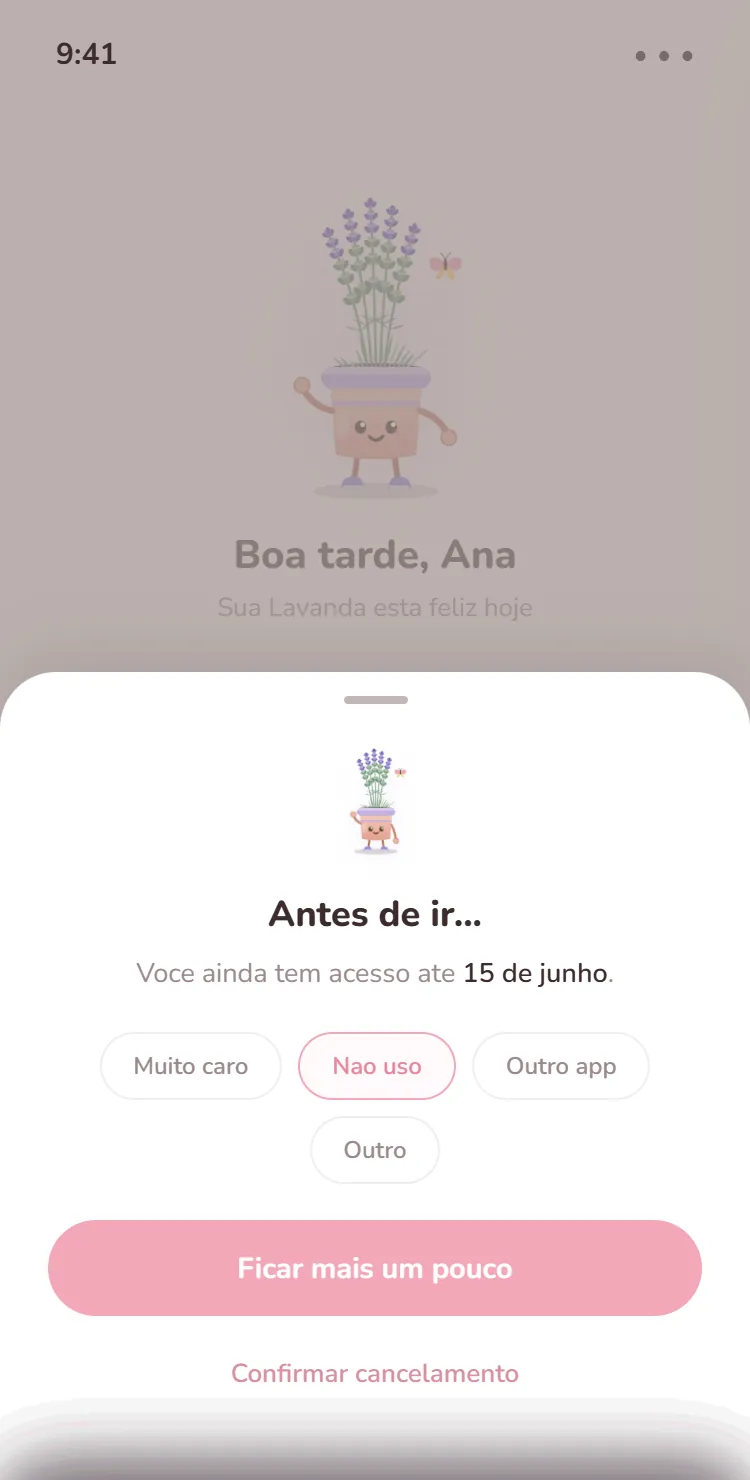 9:41
Boa tarde, Ana
Sua Lavanda esta feliz hoje
Antes de ir...
Voce ainda tem acesso ate 15 de junho.
Muito caro
Nao uso
Outro app
Outro
Ficar mais um pouco
Confirmar cancelamento